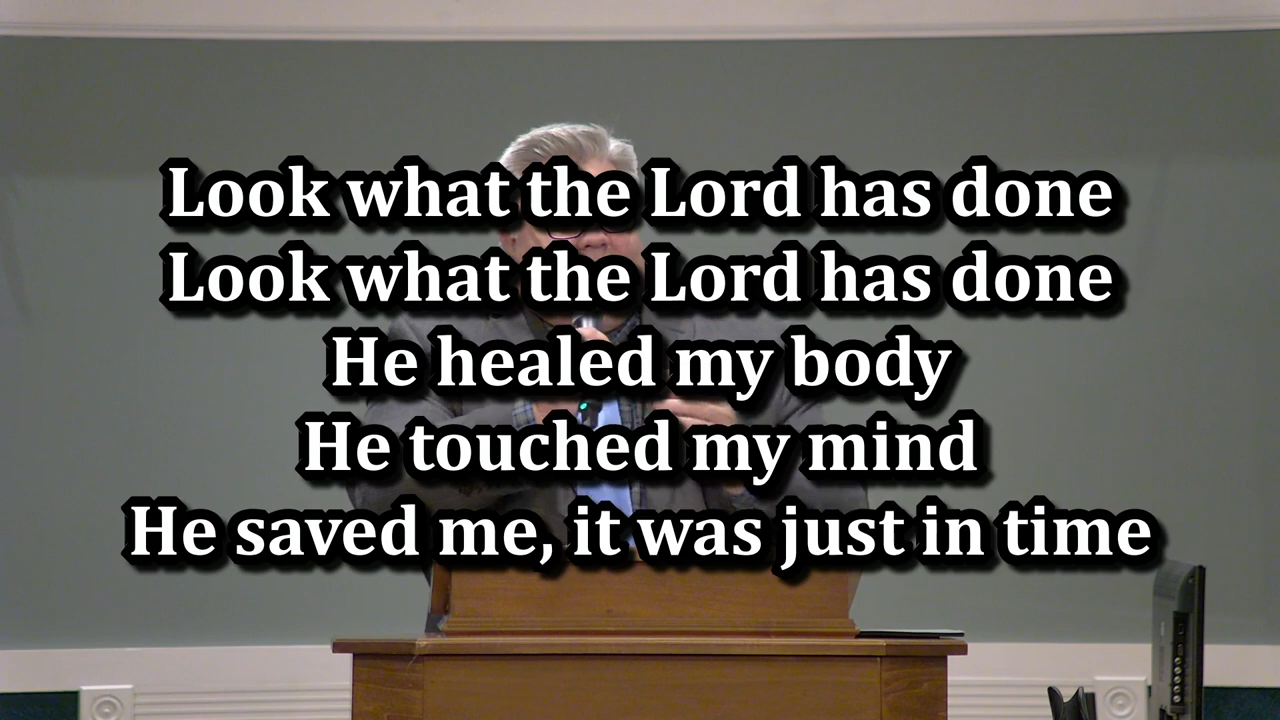 Look what the Lord has done
Look what the Lord has done
He healed my body
He touched my mind
He saved me, it was just in time